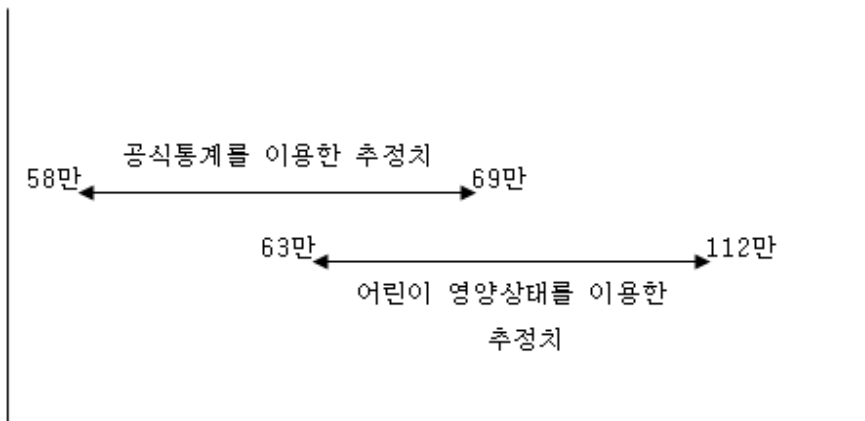 공식통계를 이용한 추정치
58만 69만
63만 112만
어린이 영양상태를 이용한
추정치